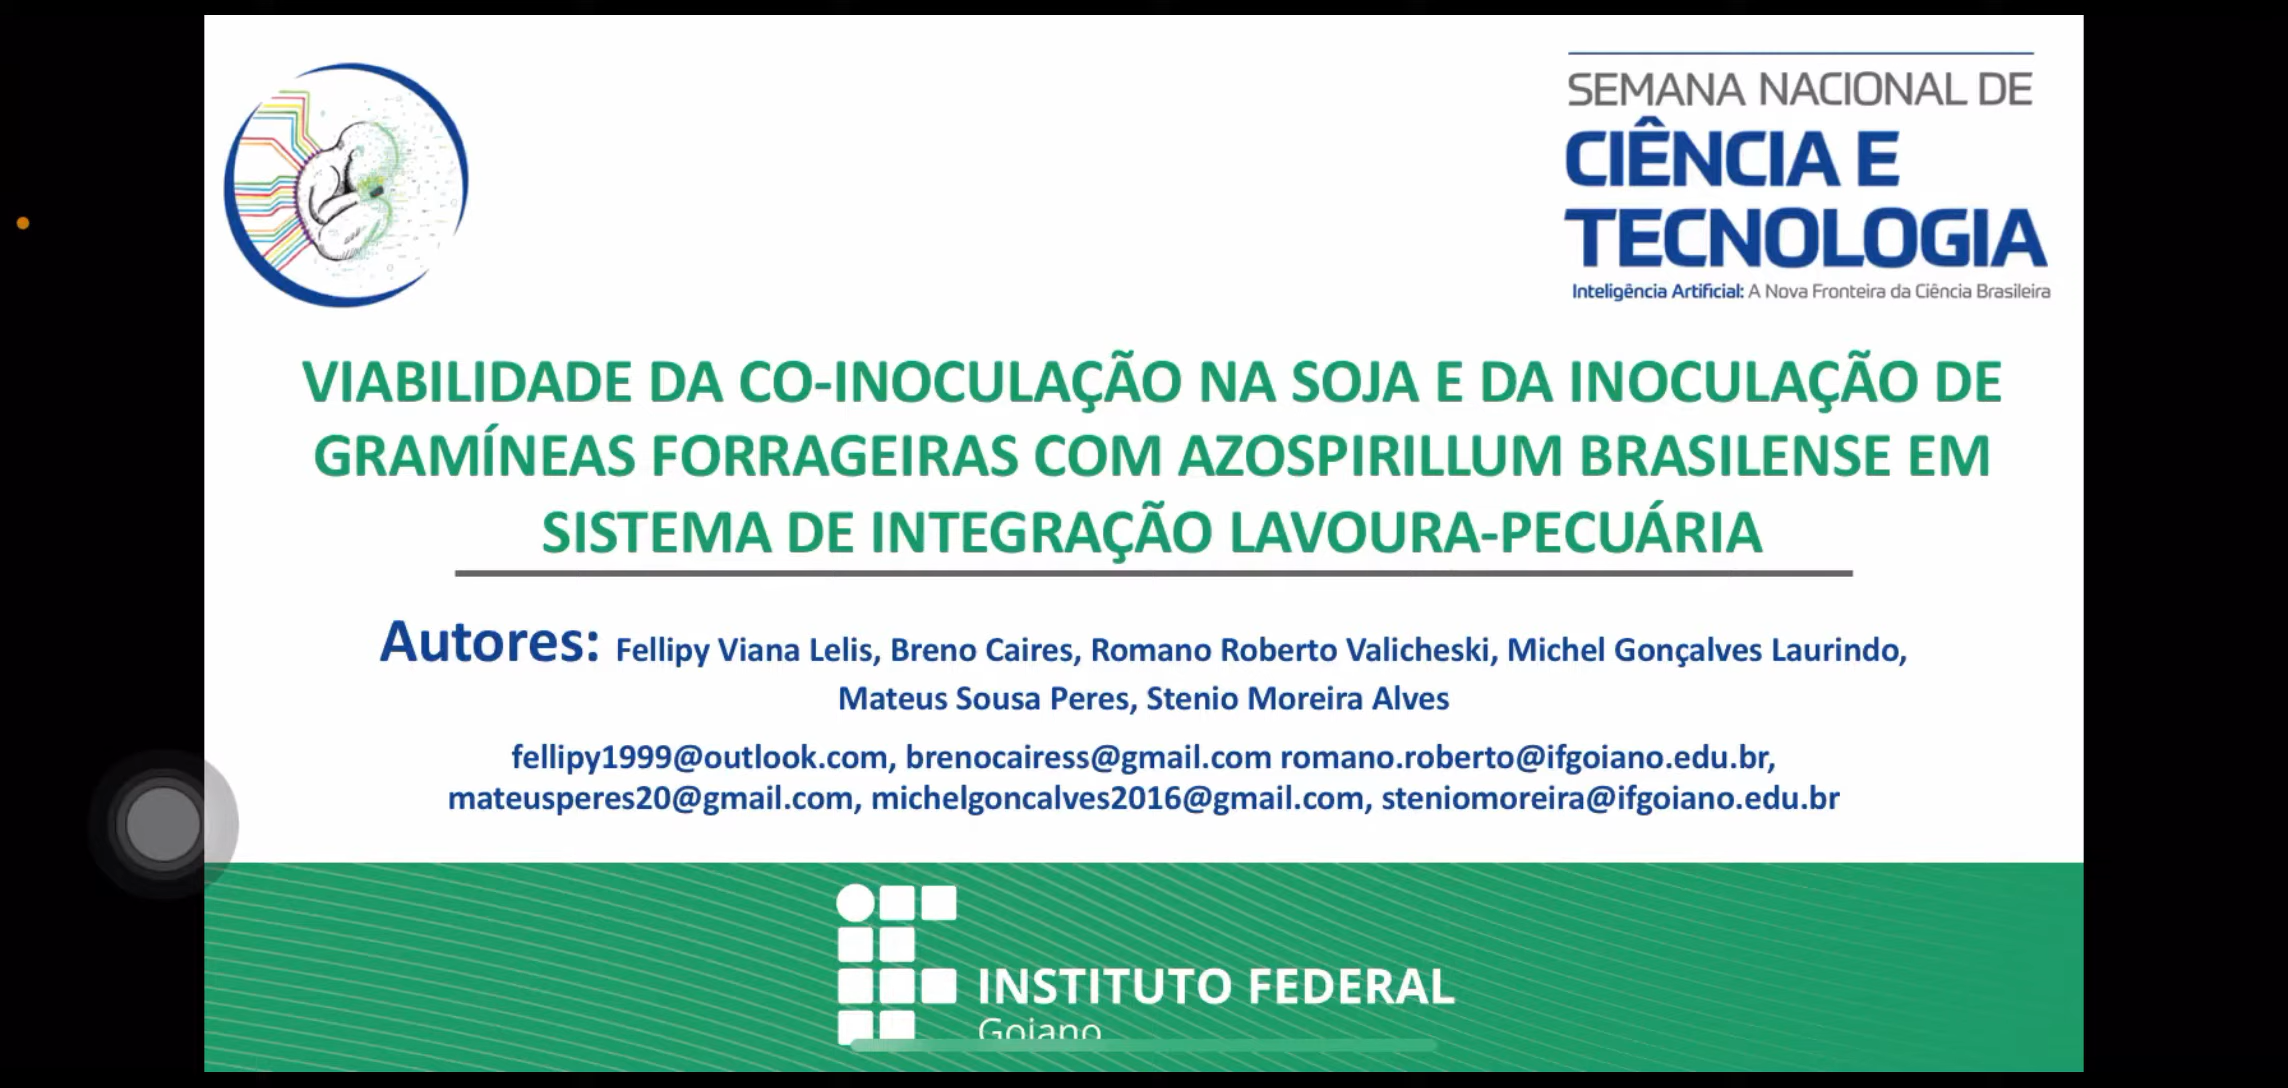 SEMANA NACIONAL DE
CIÊNCIA E
TECNOLOGIA
Inteligência Artificial: A Nova Fronteira da Ciência Brasileira
VIABILIDADE DA CO-INOCULAÇÃO NA SOJA E DA INOCULAÇÃO DE
GRAMÍNEAS FORRAGEIRAS COM AZOSPIRILLUM BRASILENSE EM
SISTEMA DE INTEGRAÇÃO LAVOURA-PECUÁRIA
Autores: Fellipy Viana Lelis, Breno Caires, Romano Roberto Valicheski, Michel Gonçalves Laurindo,
Mateus Sousa Peres, Stenio Moreira Alves
fellipy1999@outlook.com, brenocairess@gmail.com romano.roberto@ifgoiano.edu.br,
mateusperes20@gmail.com, michelgoncalves2016@gmail.com, steniomoreira@ifgoiano.edu.br
INSTITUTO FEDERAL
Goiano